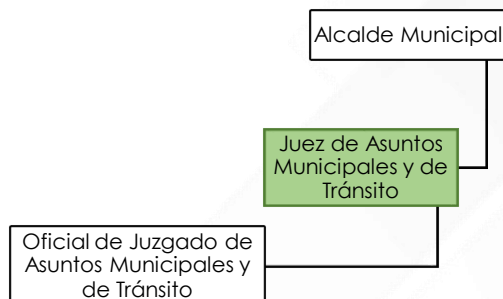 Alcalde Municipal
Juez de Asuntos
Municipales y de
Tránsito
Oficial de Juzgado de
Asuntos Municipales y
de Tránsito